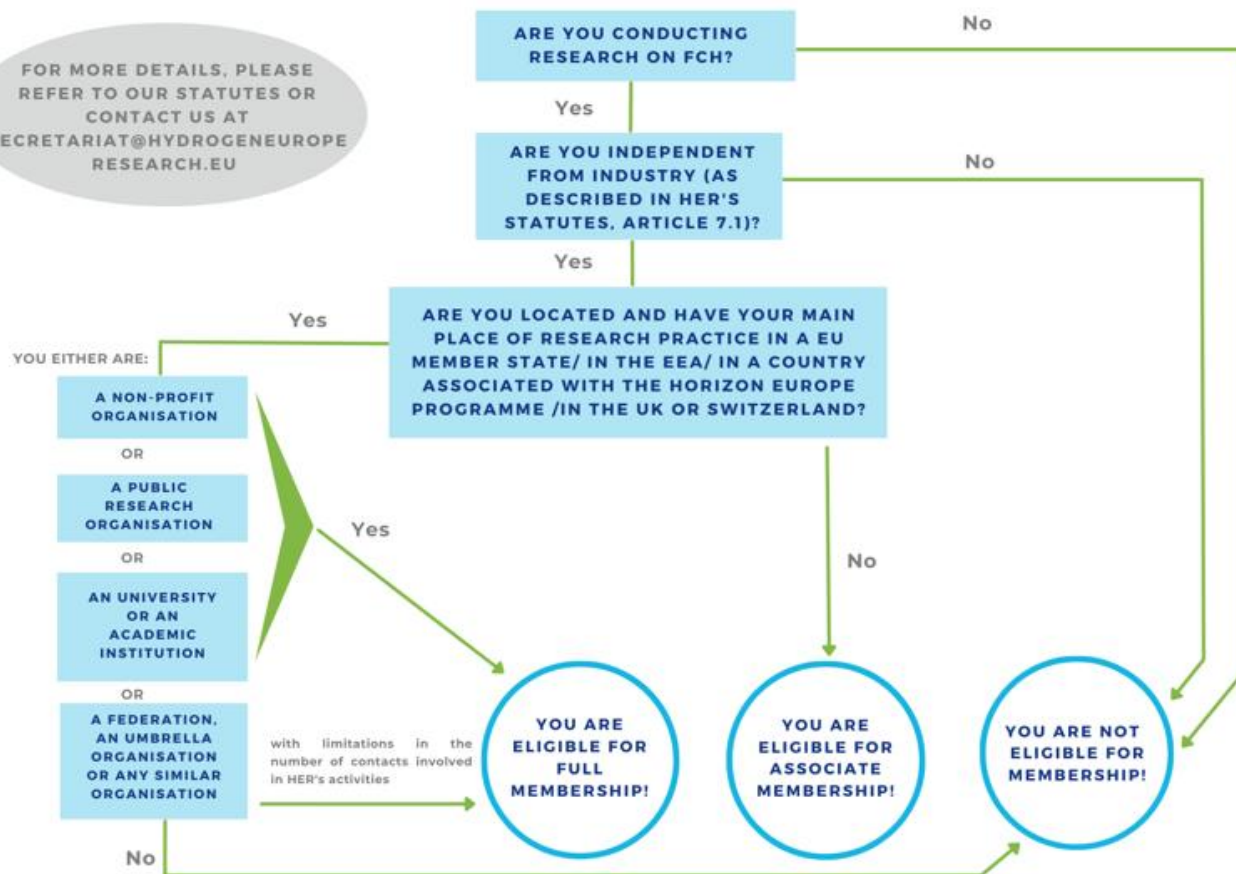 ARE YOU CONDUCTING
RESEARCH ON FCH?
No
FOR MORE DETAILS, PLEASE
REFER TO OUR STATUTES OR
CONTACT US AT
ECRETARIAT@HYDROGENEUROPE
RESEARCH.EU
Yes
ARE YOU INDEPENDENT
FROM INDUSTRY (AS
DESCRIBED IN HER'S
STATUTES, ARTICLE 7.1)?
No
Yes
ARE YOU LOCATED AND HAVE YOUR MAIN
PLACE OF RESEARCH PRACTICE IN A EU
MEMBER STATE/ IN THE EEA/ IN A COUNTRY
ASSOCIATED WITH THE HORIZON EUROPE
PROGRAMME /IN THE UK OR SWITZERLAND?
Yes
YOU EITHER ARE:
A NON-PROFIT
ORGANISATION
OR
A PUBLIC
RESEARCH
ORGANISATION
OR
AN UNIVERSITY
OR AN
ACADEMIC
INSTITUTION
OR
A FEDERATION,
AN UMBRELLA
ORGANISATION
OR ANY SIMILAR
ORGANISATION
Yes
No
with limitations in the
number of contacts involved
in HER's activities
YOU ARE
ELIGIBLE FOR
FULL
MEMBERSHIP!
YOU ARE
ELIGIBLE FOR
ASSOCIATE
MEMBERSHIP!
YOU ARE NOT
ELIGIBLE FOR
MEMBERSHIP!
No